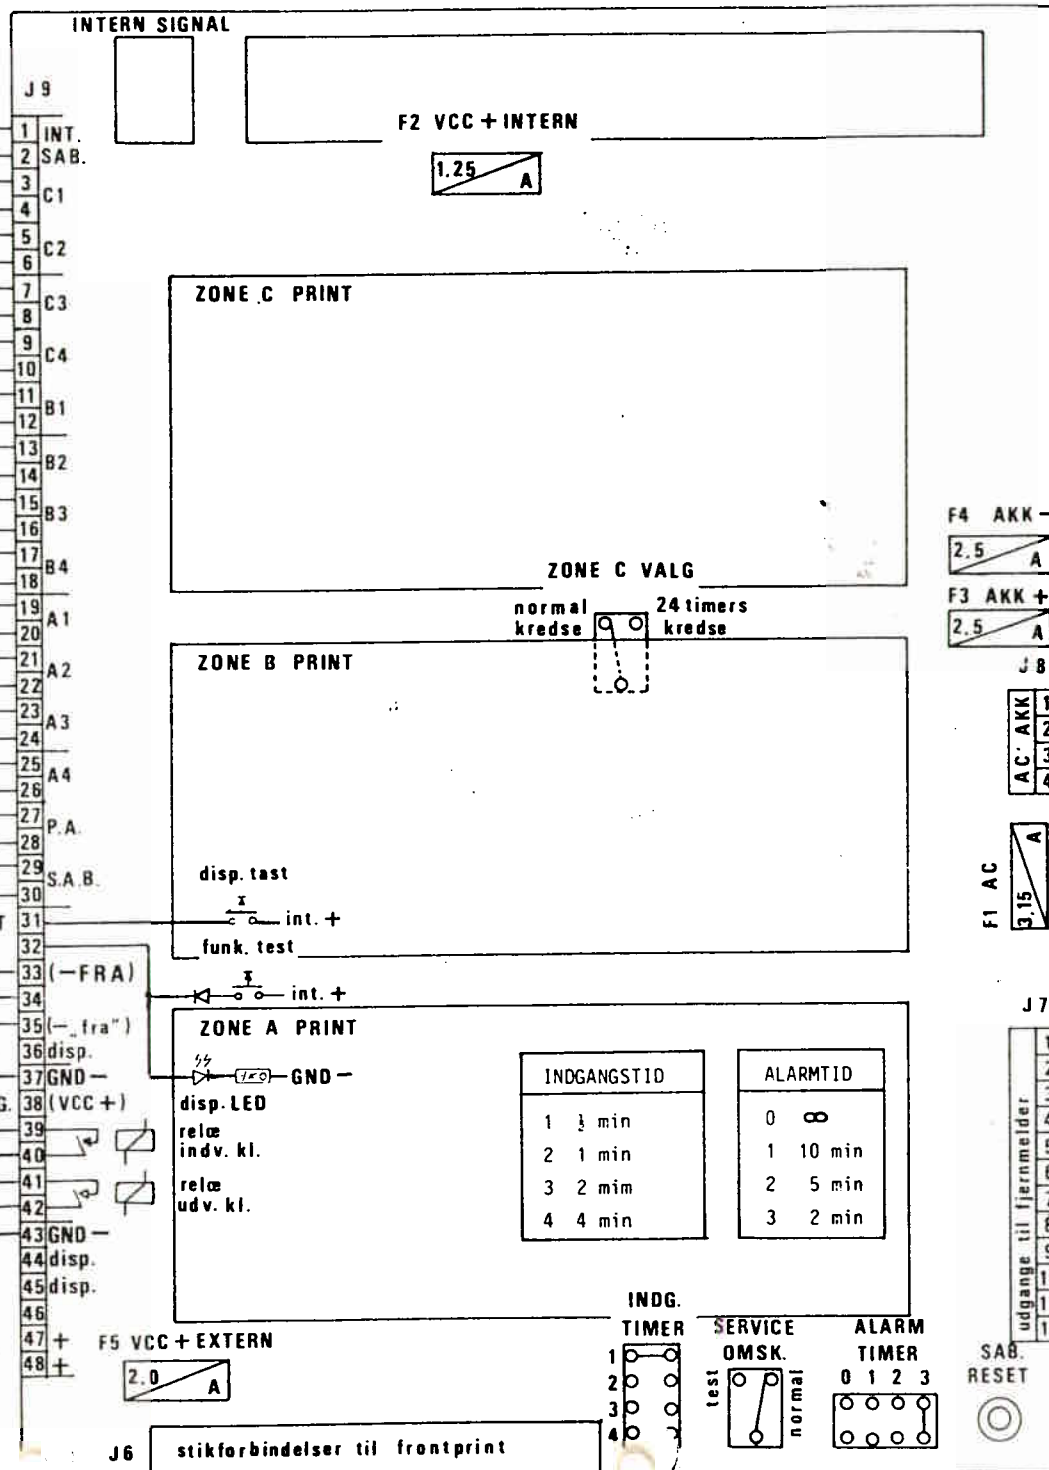 INTERN SIGNAL
J9
F2 VCC + INTERN
1.25 A
1 INT.
2 SAB.
3
4 C1
5
6 C2
7
8 C3
9
10 C4
11
12 B1
13
14 B2
15
16 B3
17
18 B4
19
20 A1
21
22 A2
23
24 A3
25
26 A4
27
28 P.A.
29
30 S.A.B.
31
32
33 (−FRA)
34
35 (−„fra”)
36 disp.
37 GND −
38 (VCC +)
39
40
41
42
43 GND −
44 disp.
45 disp.
46
47 +
48 +
ZONE C PRINT
ZONE C VALG
normal kredse
24 timers kredse
F4 AKK −
2.5 A
F3 AKK +
2.5 A
J8
AC AKK
1
2
3
4
F1 AC
3.15 A
ZONE B PRINT
disp. tast
int. +
funk. test
int. +
ZONE A PRINT
GND −
disp. LED
relæ
indv. kl.
relæ
udv. kl.
INDGANGSTID
1 ½ min
2 1 min
3 2 mim
4 4 min
ALARMTID
0 ∞
1 10 min
2 5 min
3 2 min
J7
udgange til fjernmelder
F5 VCC + EXTERN
2.0 A
INDG.
TIMER
1
2
3
4
SERVICE
OMSK.
test
normal
ALARM
TIMER
0 1 2 3
SAB.
RESET
J6
stikforbindelser til frontprint